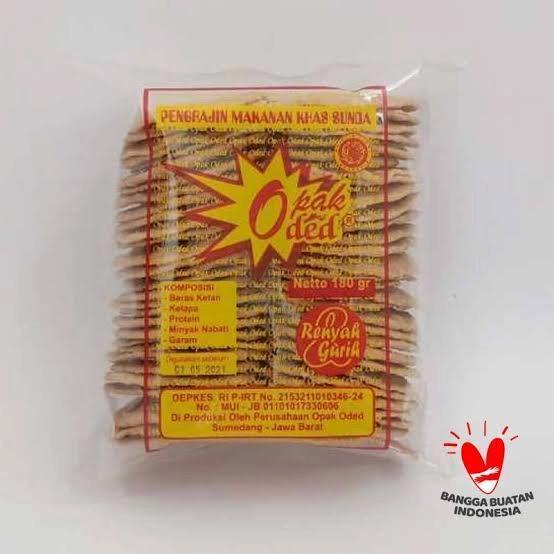 PENGRAJIN MAKANAN KHAS SUNDA
Opak
Oded®
Netto 180 gr
KOMPOSISI
- Beras Ketan
- Kelapa
- Protein
- Minyak Nabati
- Garam
Digunakan sebelum:
01 05 2021
Renyah
Gurih
DEPKES. RI P-IRT No. 2153211010346-24
No. : MUI - JB 01101017330606
Di Produksi Oleh Perusahaan Opak Oded
Sumedang - Jawa Barat
BANGGA BUATAN
INDONESIA